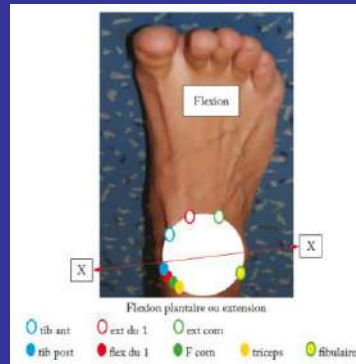 Flexion
X
X
Flexion plantaire ou extension
tib ant ext du 1 ext com
tib post flex du 1 F com triceps fibulaire